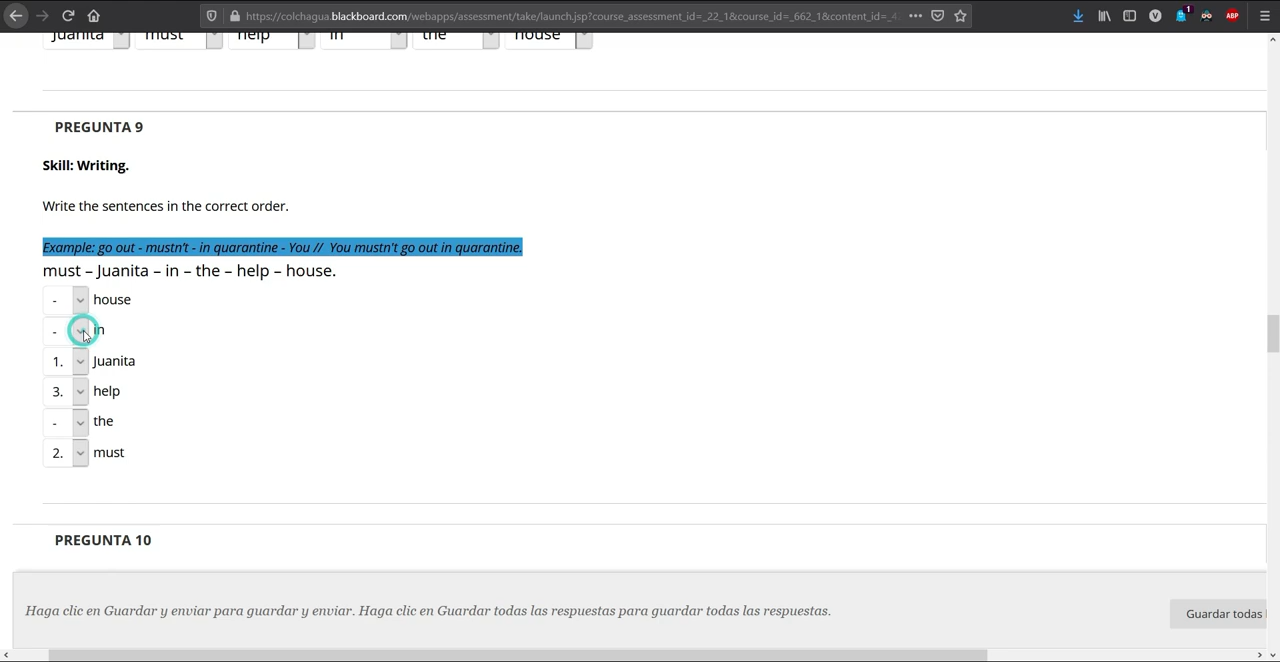 https://colchagua.blackboard.com/webapps/assessment/take/launch.jsp?course_assessment_id=_22_1&course_id=_662_1&content_id=_4
1
V
ABP
Juanita must help in the house
PREGUNTA 9
Skill: Writing.
Write the sentences in the correct order.
Example: go out - mustn't - in quarantine - You // You mustn't go out in quarantine.
must – Juanita – in – the – help – house.
- house
- in
1. Juanita
3. help
- the
2. must
PREGUNTA 10
Haga clic en Guardar y enviar para guardar y enviar. Haga clic en Guardar todas las respuestas para guardar todas las respuestas.
Guardar todas